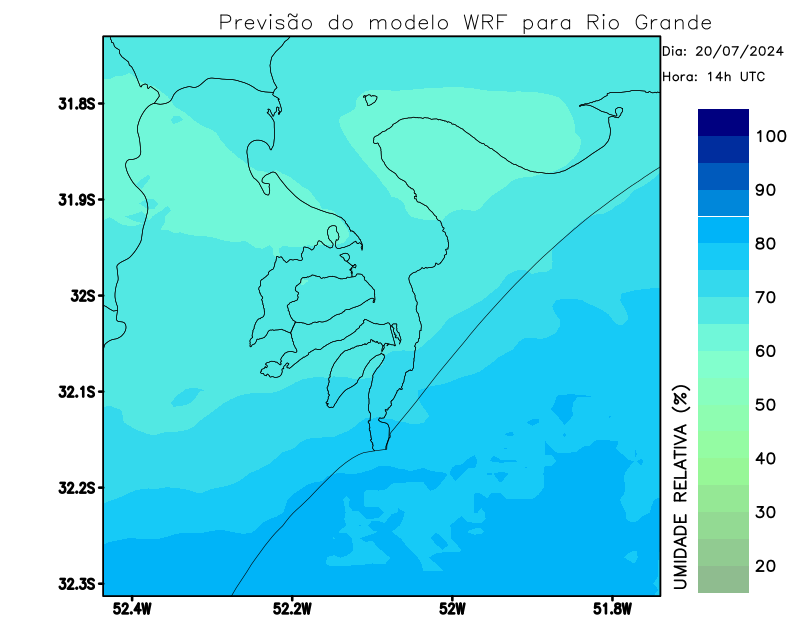 Previsão do modelo WRF para Rio Grande
Dia: 20/07/2024
Hora: 14h UTC
31.8S
31.9S
32S
32.1S
32.2S
32.3S
52.4W
52.2W
52W
51.8W
100
90
80
70
60
50
40
30
20
UMIDADE RELATIVA (%)